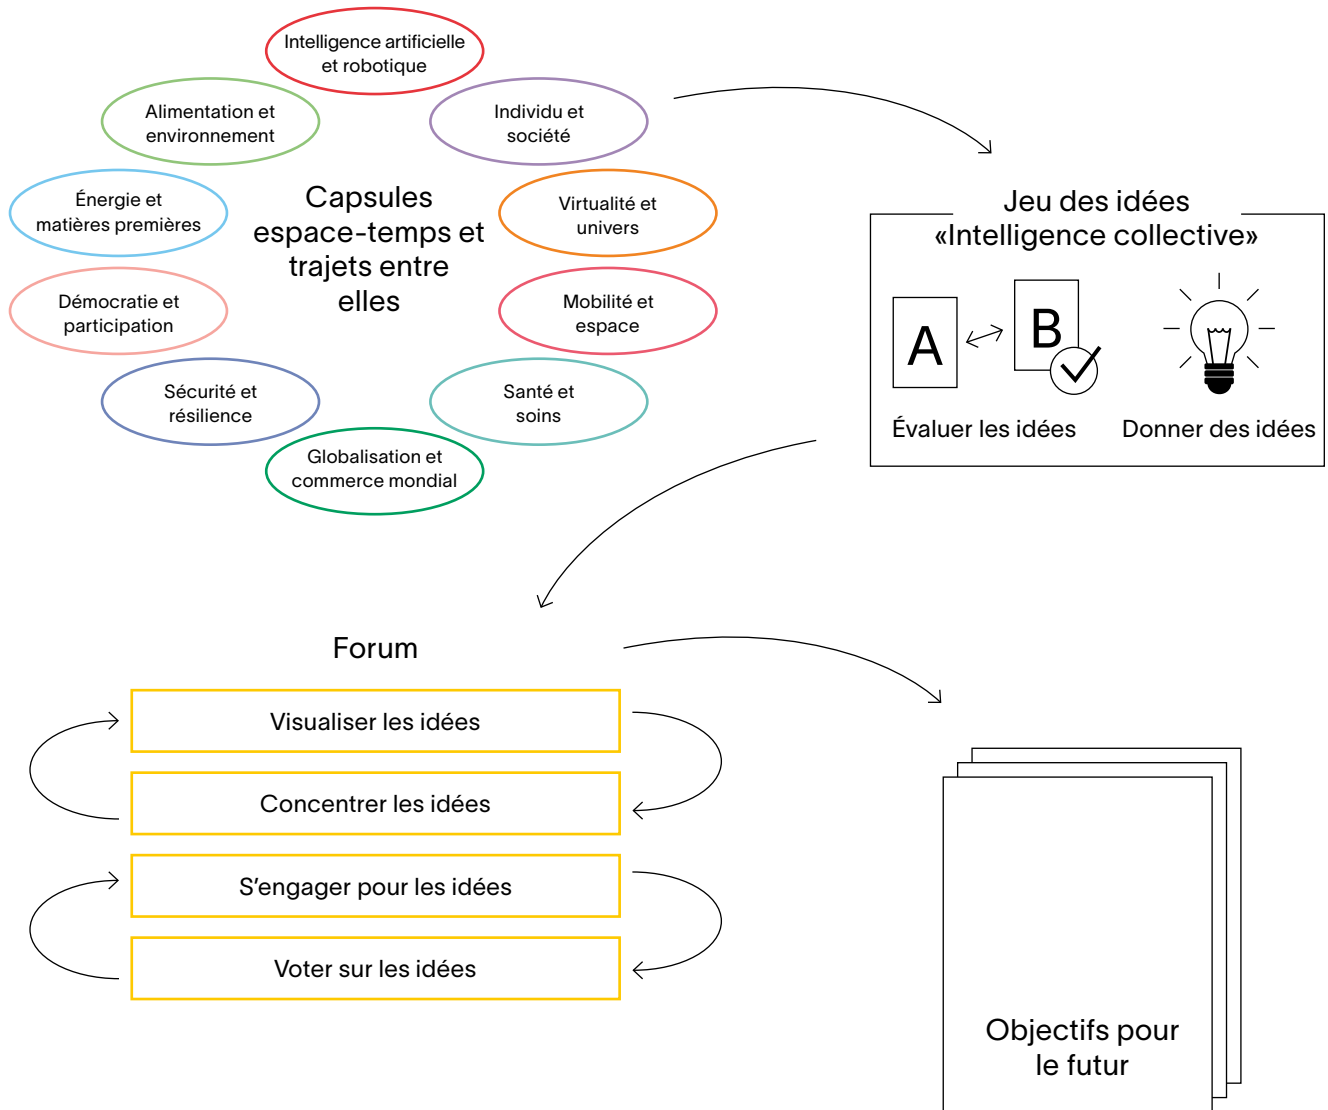 Intelligence artificielle
et robotique
Alimentation et
environnement
Individu et
société
Énergie et
matières premières
Capsules
espace-temps et
trajets entre
elles
Virtualité et
univers
Démocratie et
participation
Mobilité et
espace
Sécurité et
résilience
Santé et
soins
Globalisation et
commerce mondial
Jeu des idées
«Intelligence collective»
A
B
Évaluer les idées
Donner des idées
Forum
Visualiser les idées
Concentrer les idées
S’engager pour les idées
Voter sur les idées
Objectifs pour
le futur